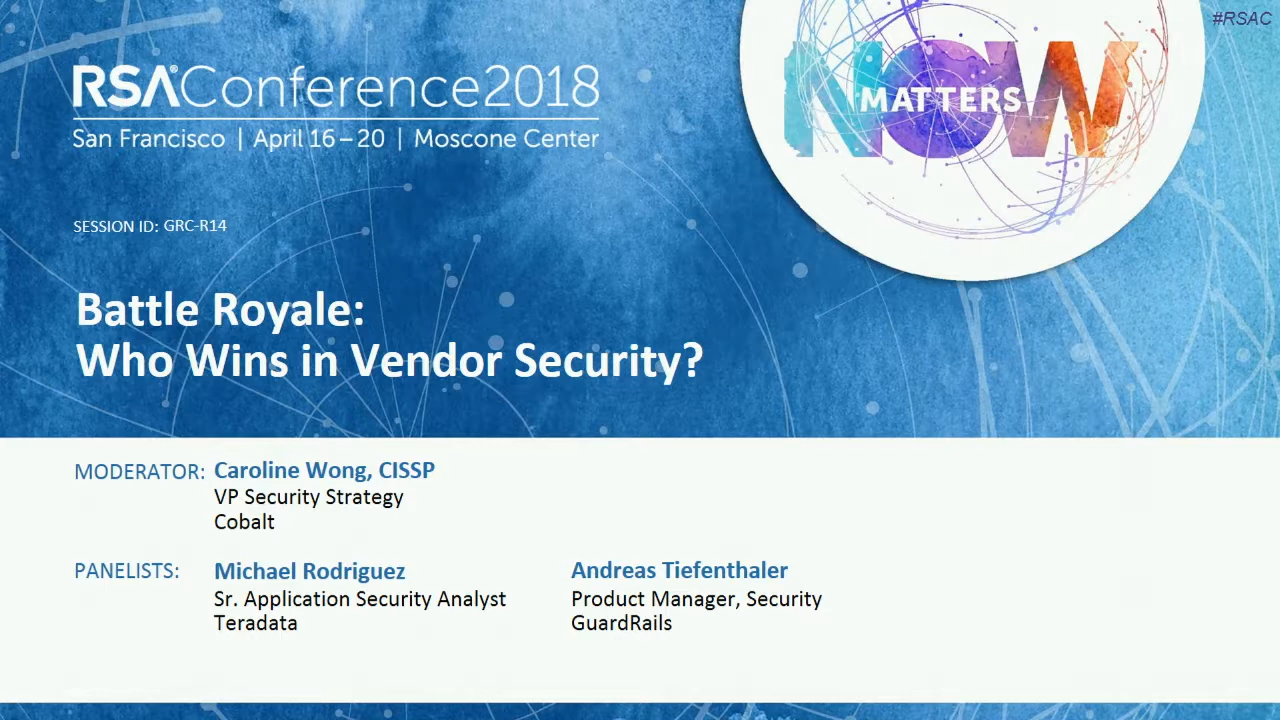 #RSAC
RSA®Conference2018
San Francisco | April 16–20 | Moscone Center
NOW
MATTERS
SESSION ID: GRC-R14
Battle Royale:
Who Wins in Vendor Security?
MODERATOR: Caroline Wong, CISSP
VP Security Strategy
Cobalt
PANELISTS: Michael Rodriguez
Sr. Application Security Analyst
Teradata
Andreas Tiefenthaler
Product Manager, Security
GuardRails